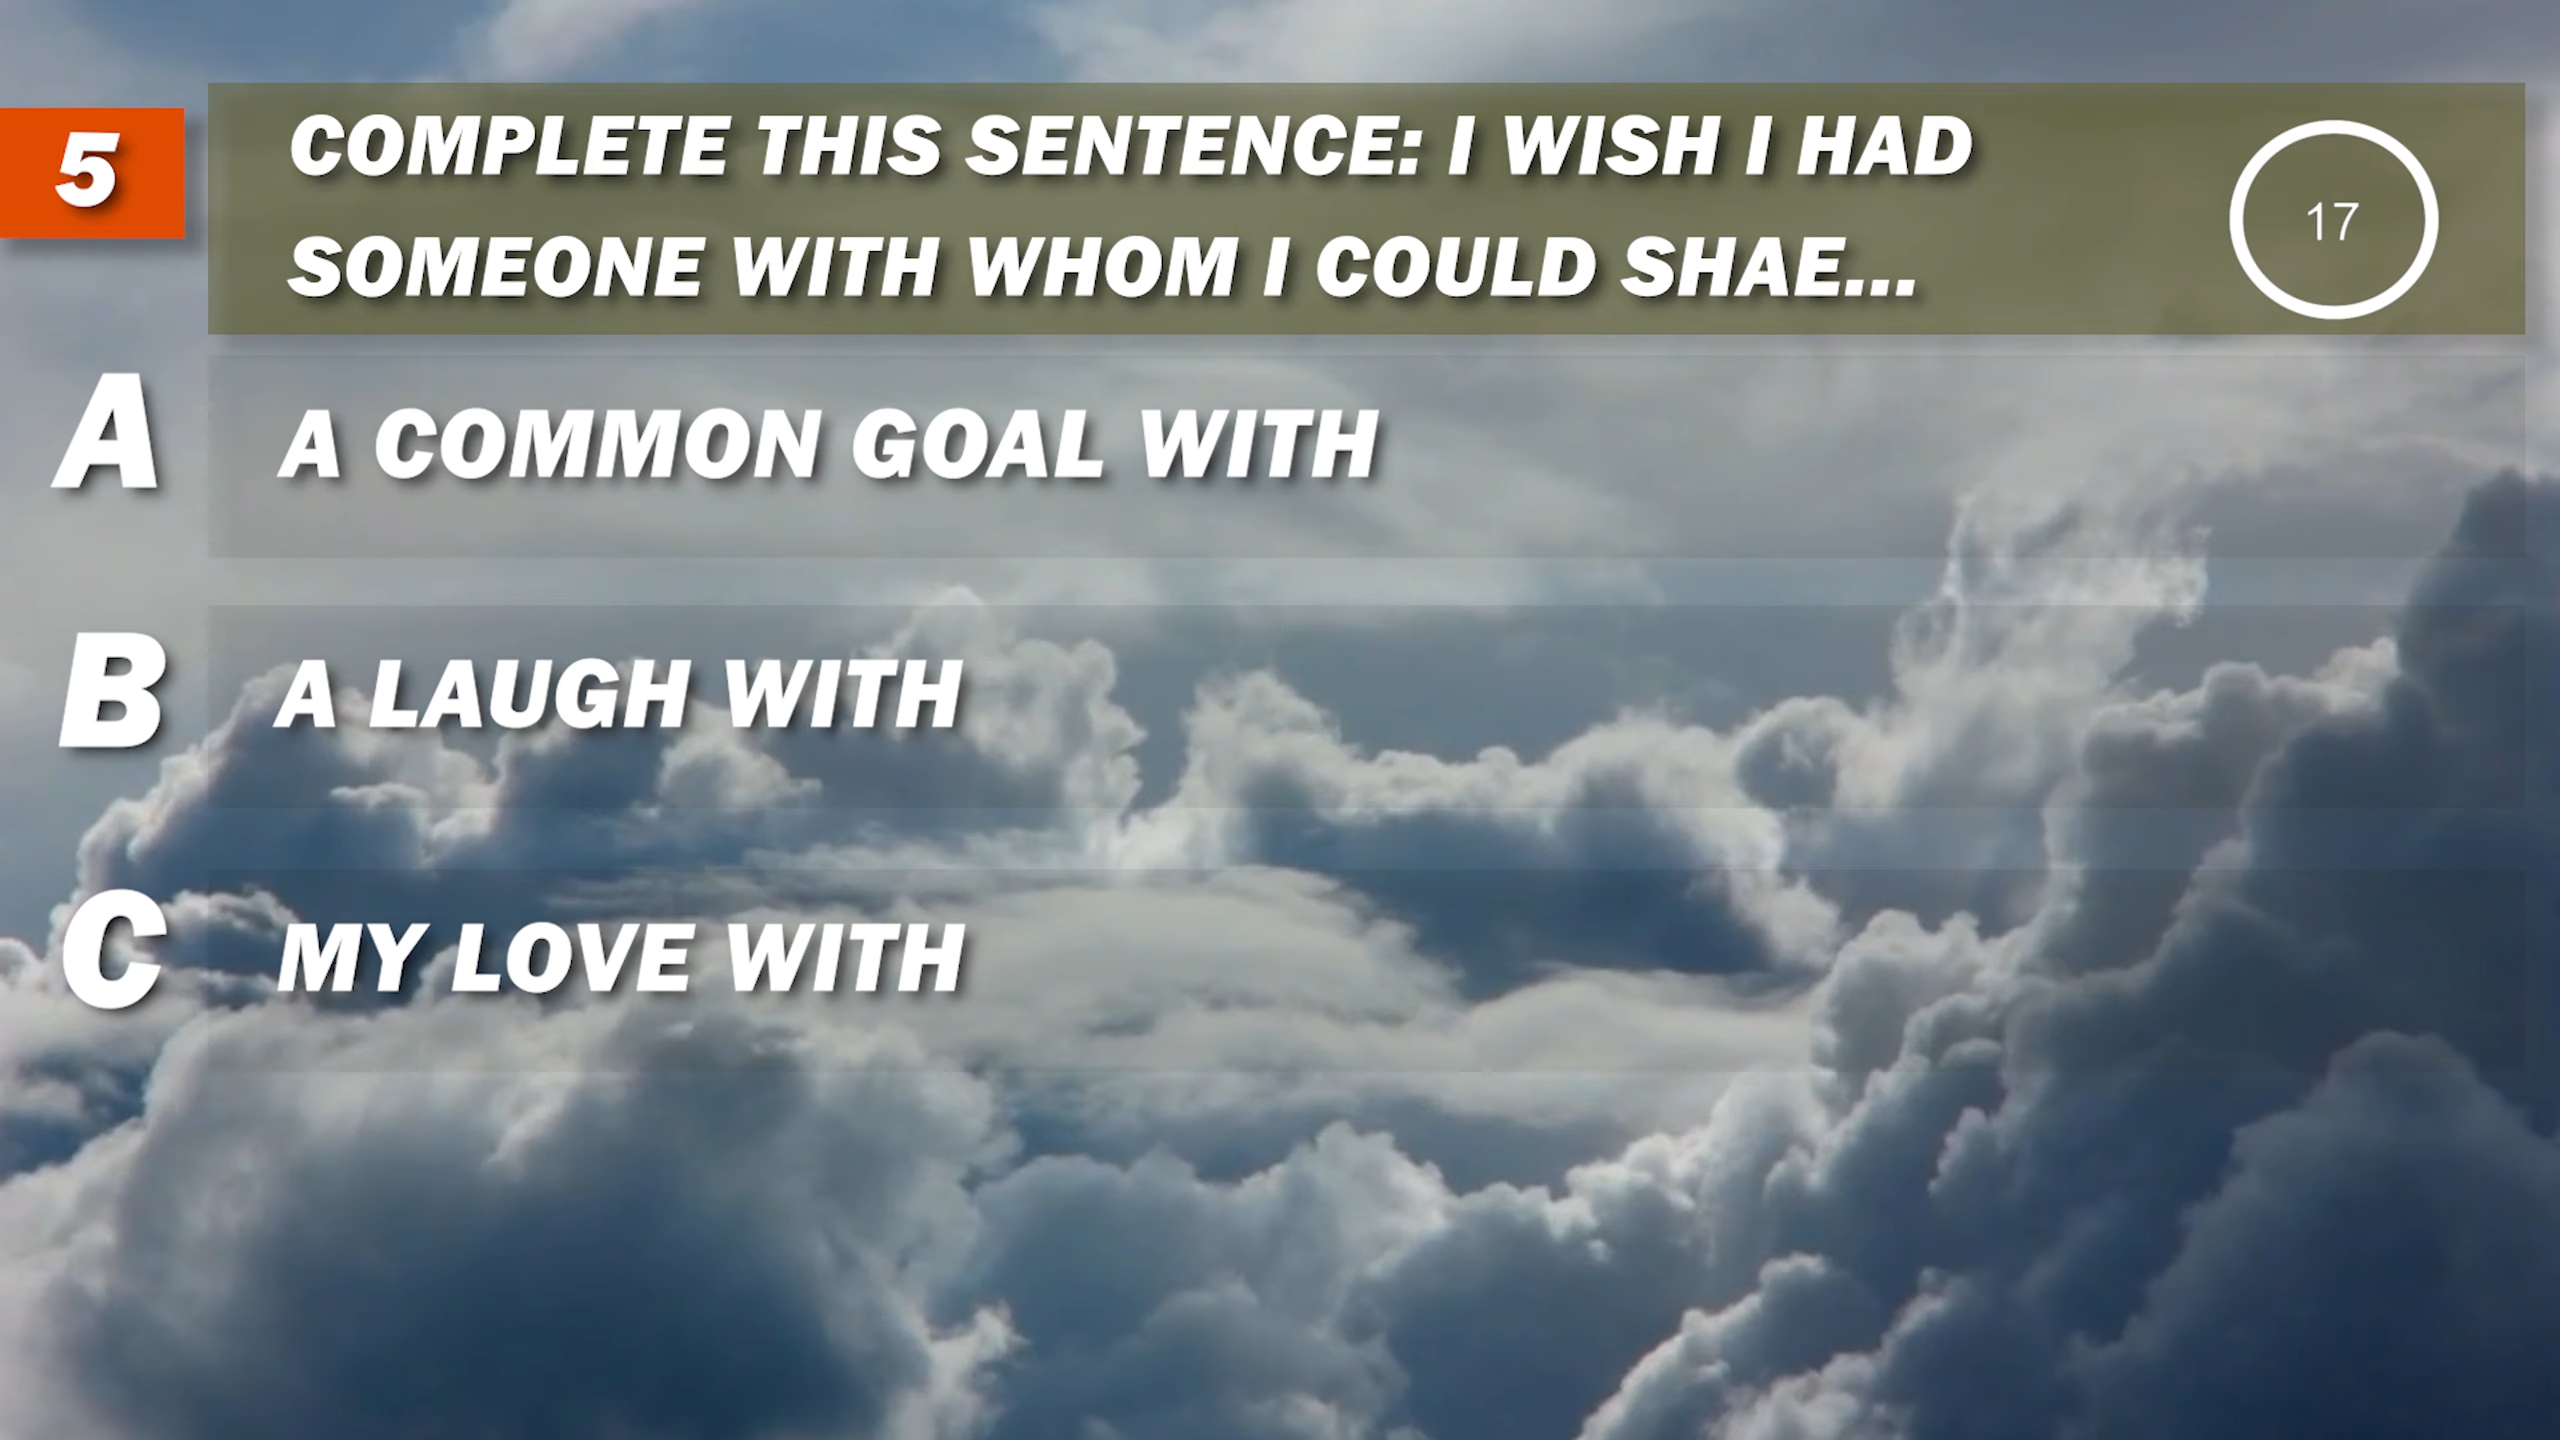 5
COMPLETE THIS SENTENCE: I WISH I HAD
SOMEONE WITH WHOM I COULD SHAE...
17
A
A COMMON GOAL WITH
B
A LAUGH WITH
C
MY LOVE WITH